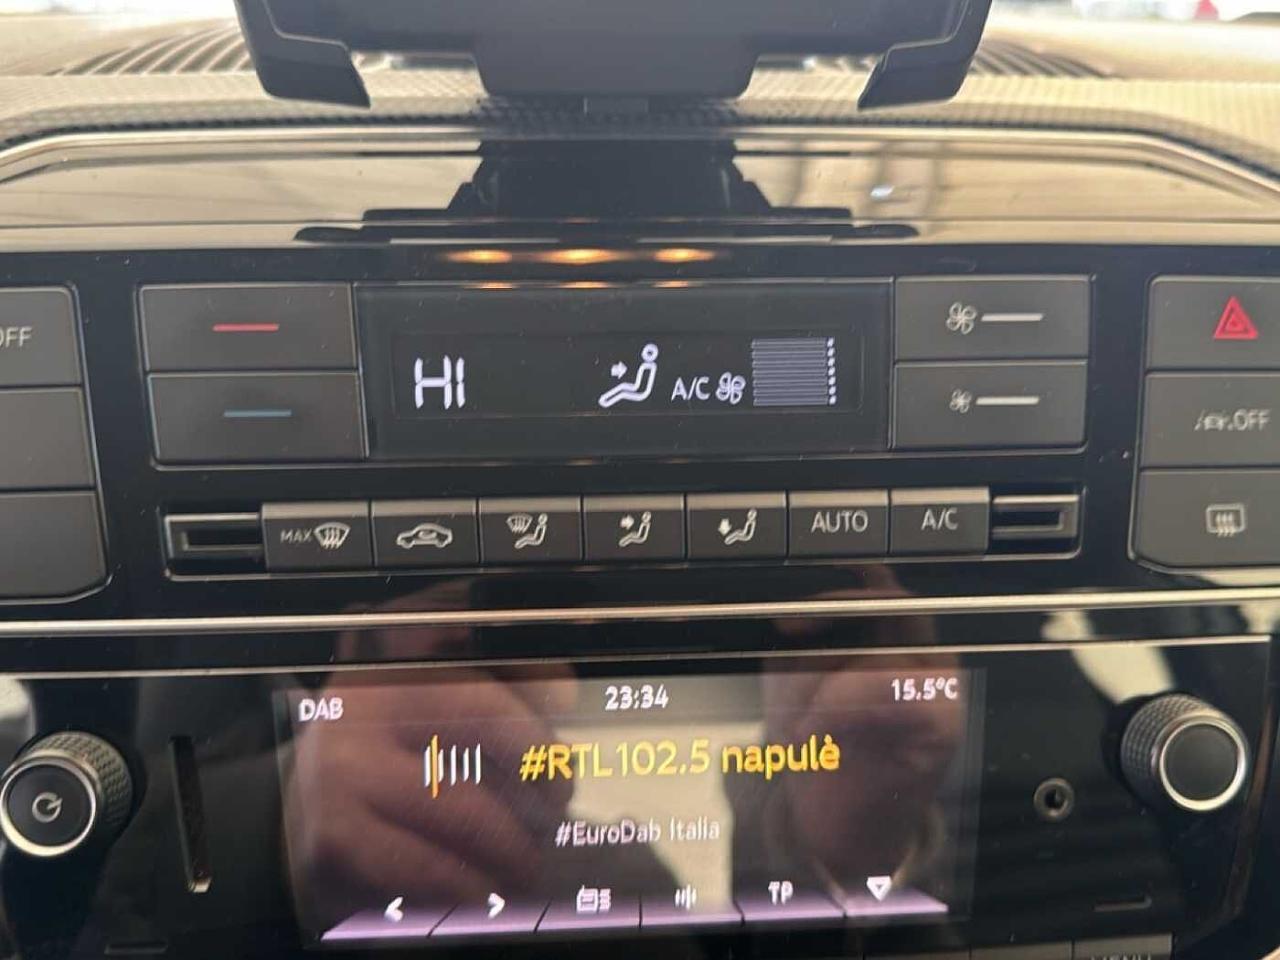 OFF
HI
A/C
OFF
MAX
AUTO
A/C
DAB
23:34
15.5°C
#RTL102.5 napulè
#EuroDab Italia
TP